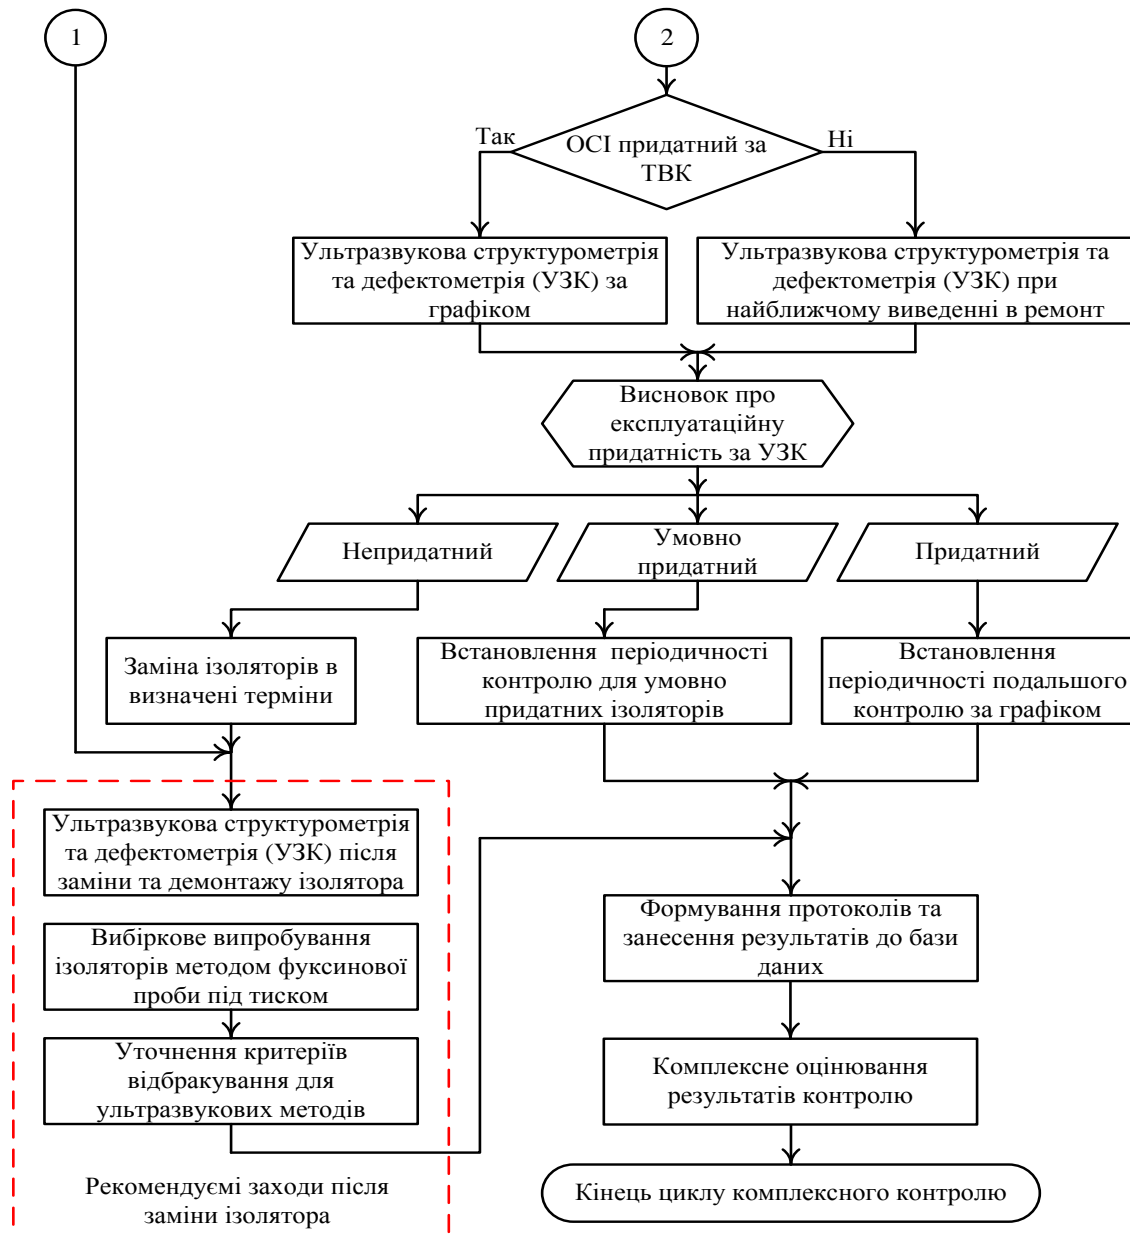 1
2
ОСІ придатний за
ТВК
Так
Ні
Ультразвукова структурометрія
та дефектометрія (УЗК) за
графіком
Ультразвукова структурометрія та
дефектометрія (УЗК) при
найближчому виведенні в ремонт
Висновок про
експлуатаційну
придатність за УЗК
Непридатний
Умовно
придатний
Придатний
Заміна ізоляторів в
визначені терміни
Встановлення періодичності
контролю для умовно
придатних ізоляторів
Встановлення
періодичності подальшого
контролю за графіком
Ультразвукова структурометрія
та дефектометрія (УЗК) після
заміни та демонтажу ізолятора
Вибіркове випробування
ізоляторів методом фуксинової
проби під тиском
Уточнення критеріїв
відбракування для
ультразвукових методів
Рекомендуємі заходи після
заміни ізолятора
Формування протоколів та
занесення результатів до бази
даних
Комплексне оцінювання
результатів контролю
Кінець циклу комплексного контролю